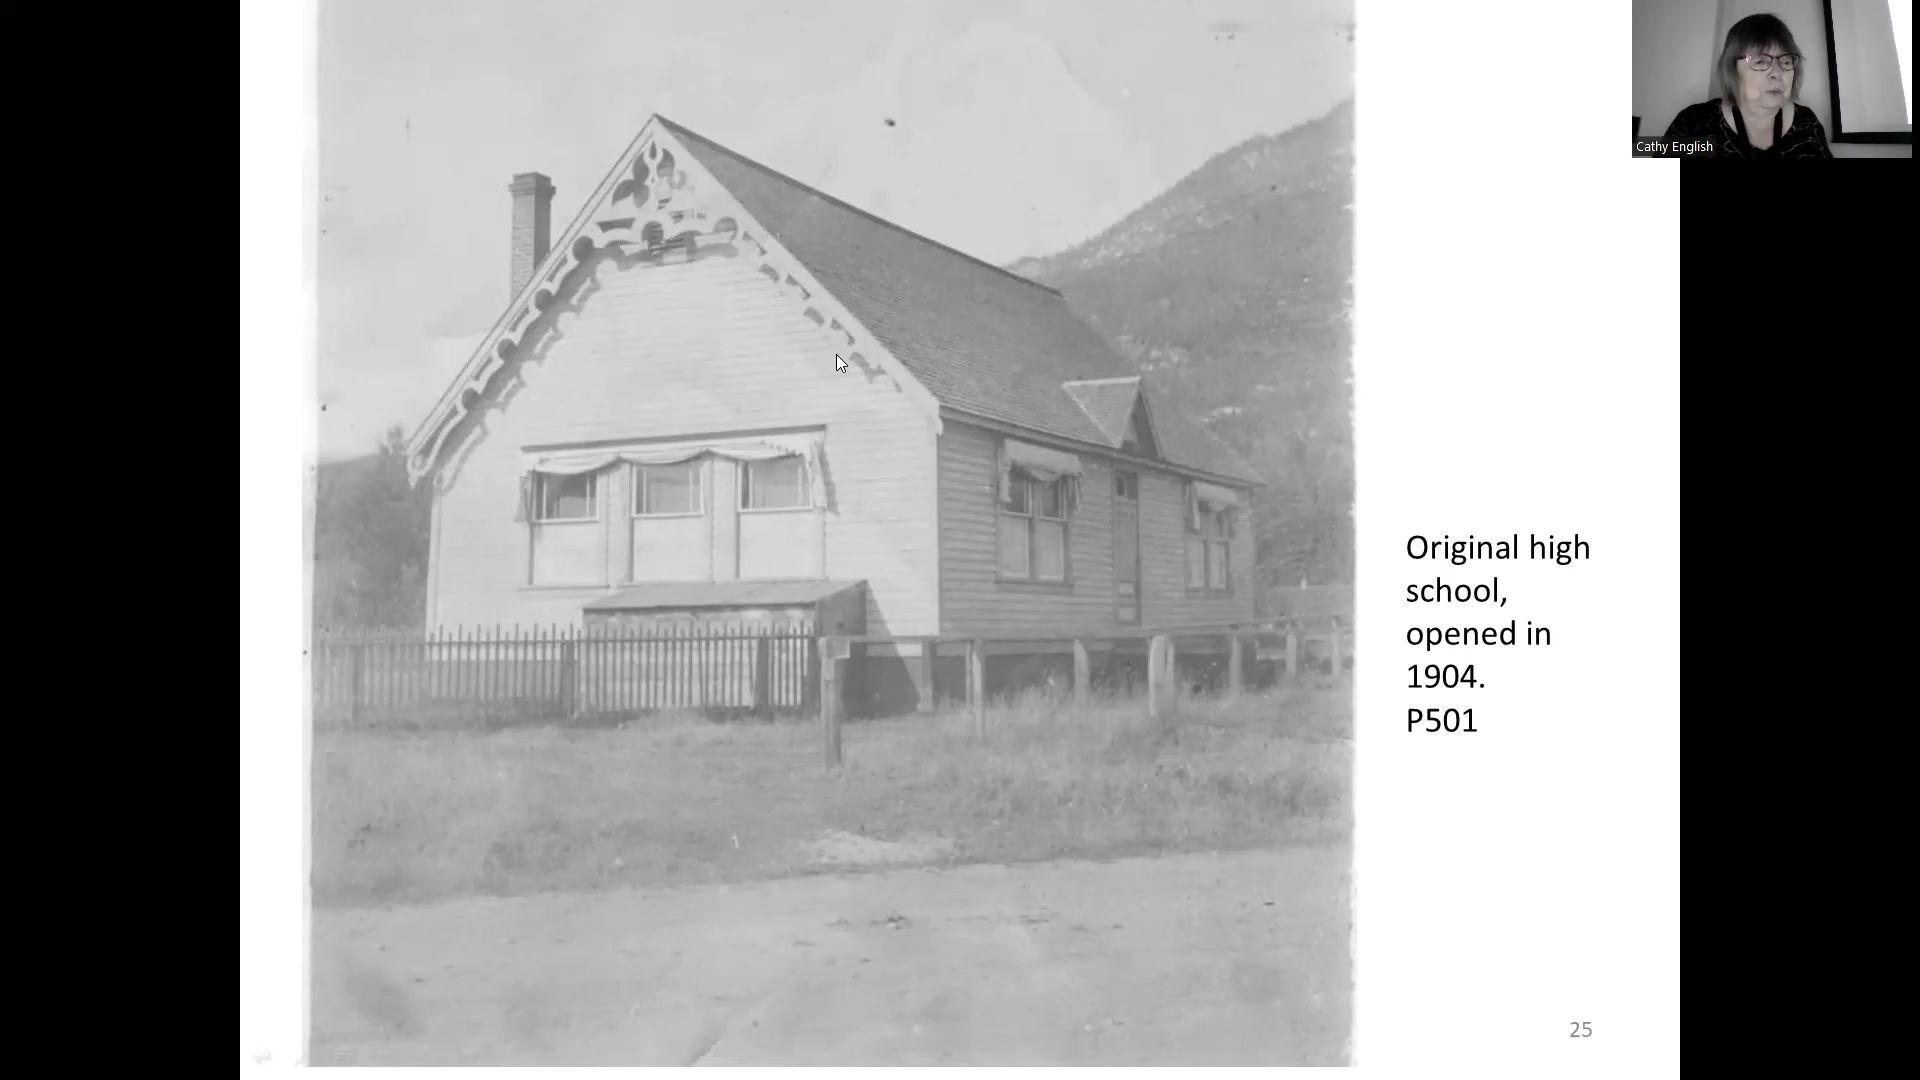 Cathy English
Original high
school,
opened in
1904.
P501
25